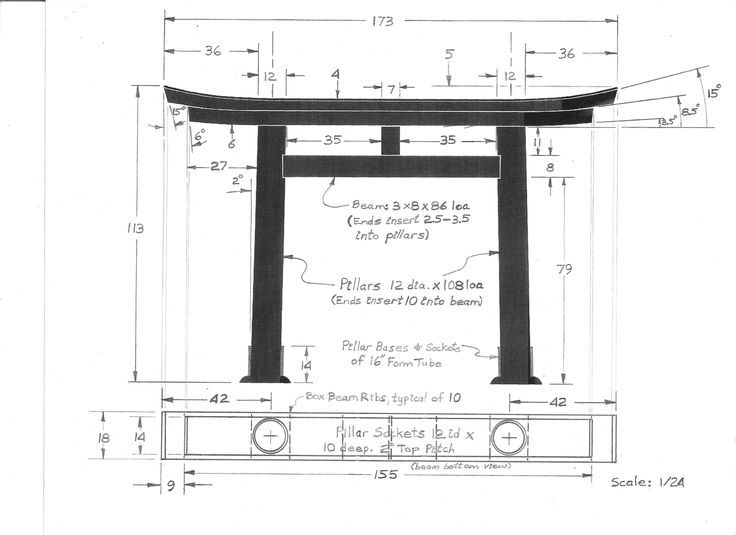 173
36
36
12
4
7
5
12
15°
15°
8.5°
13.5°
6°
6
35
35
11
27
8
2°
Beam: 3×8×86 loa
(Ends insert 2.5-3.5
into pillars)
113
79
Pillars 12 dia. × 108 loa
(Ends insert 10 into beam)
Pillar Bases & Sockets
of 16" Form Tube
14
42
Box Beam Ribs, typical of 10
42
18
14
Pillar Sockets 12 id ×
10 deep. 2° Top Pitch
(beam bottom view)
155
9
Scale: 1/24